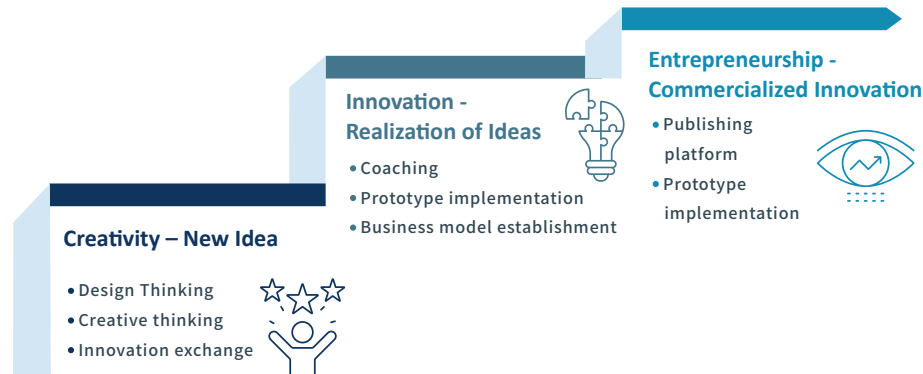 Creativity – New Idea
• Design Thinking
• Creative thinking
• Innovation exchange
Innovation -
Realization of Ideas
• Coaching
• Prototype implementation
• Business model establishment
Entrepreneurship -
Commercialized Innovation
• Publishing
platform
• Prototype
implementation